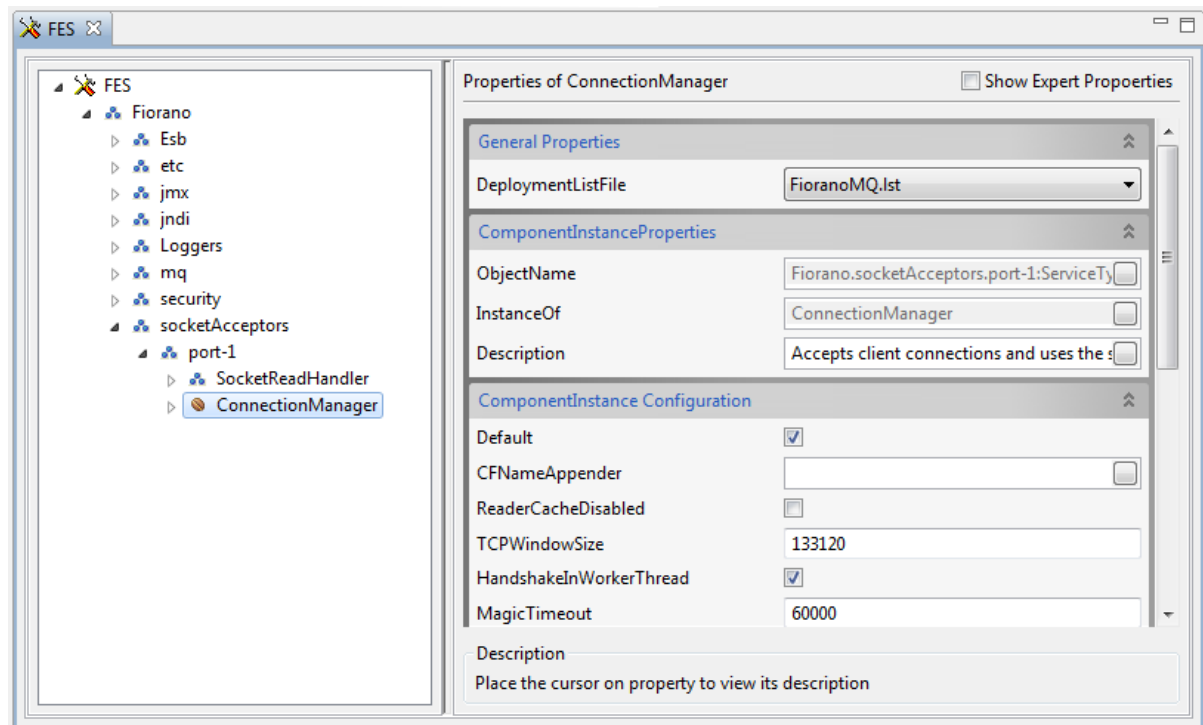 FES
FES
Fiorano
Esb
etc
jmx
jndi
Loggers
mq
security
socketAcceptors
port-1
SocketReadHandler
ConnectionManager
Properties of ConnectionManager
Show Expert Propoerties
General Properties
DeploymentListFile FioranoMQ.lst
ComponentInstanceProperties
ObjectName Fiorano.socketAcceptors.port-1:ServiceTy
InstanceOf ConnectionManager
Description Accepts client connections and uses the s
ComponentInstance Configuration
Default
CFNameAppender
ReaderCacheDisabled
TCPWindowSize 133120
HandshakeInWorkerThread
MagicTimeout 60000
Description
Place the cursor on property to view its description